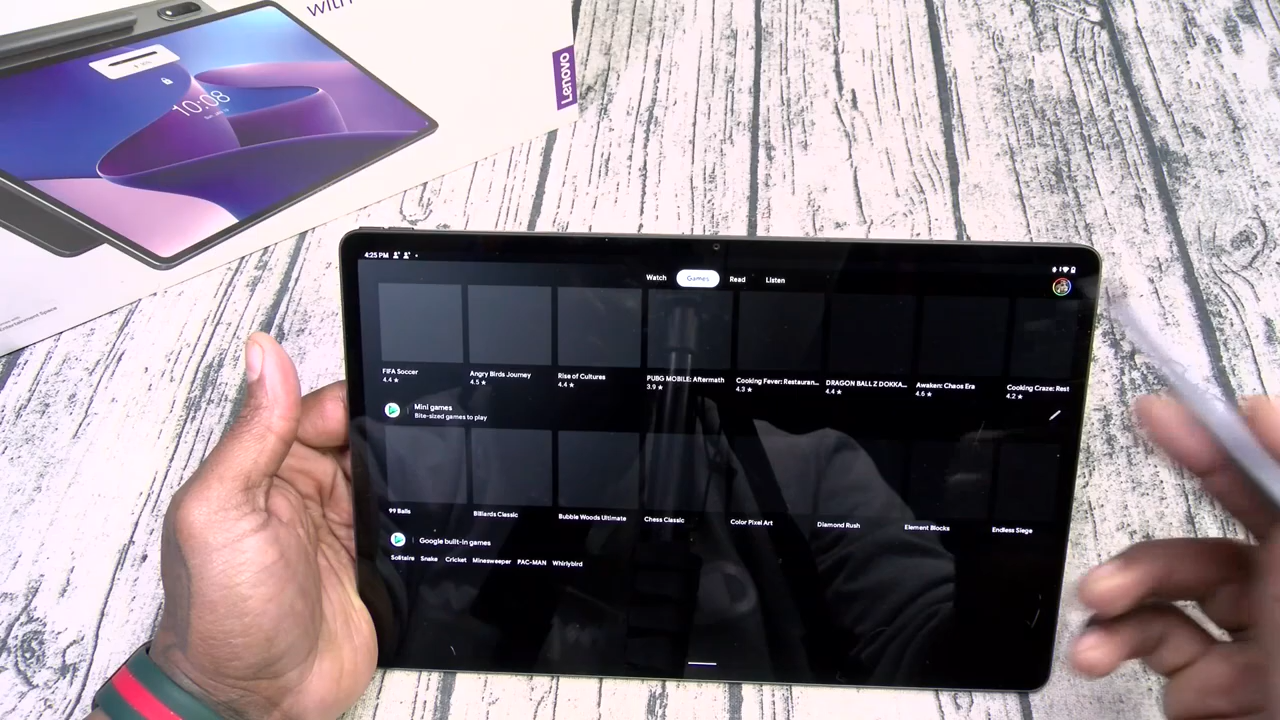 with
Lenovo
10:08
Entertainment Space
4:25 PM
Watch
Games
Read
Listen
FIFA Soccer
4.4 ★
Angry Birds Journey
4.5 ★
Rise of Cultures
4.4 ★
PUBG MOBILE: Aftermath
3.9 ★
Cooking Fever: Restauran...
4.3 ★
DRAGON BALL Z DOKKA...
4.4 ★
Awaken: Chaos Era
4.6 ★
Cooking Craze: Rest
4.2 ★
Mini games
Bite-sized games to play
99 Balls
Billiards Classic
Bubble Woods Ultimate
Chess Classic
Color Pixel Art
Diamond Rush
Element Blocks
Endless Siege
Google built-in games
Solitaire Snake Cricket Minesweeper PAC-MAN Whirlybird